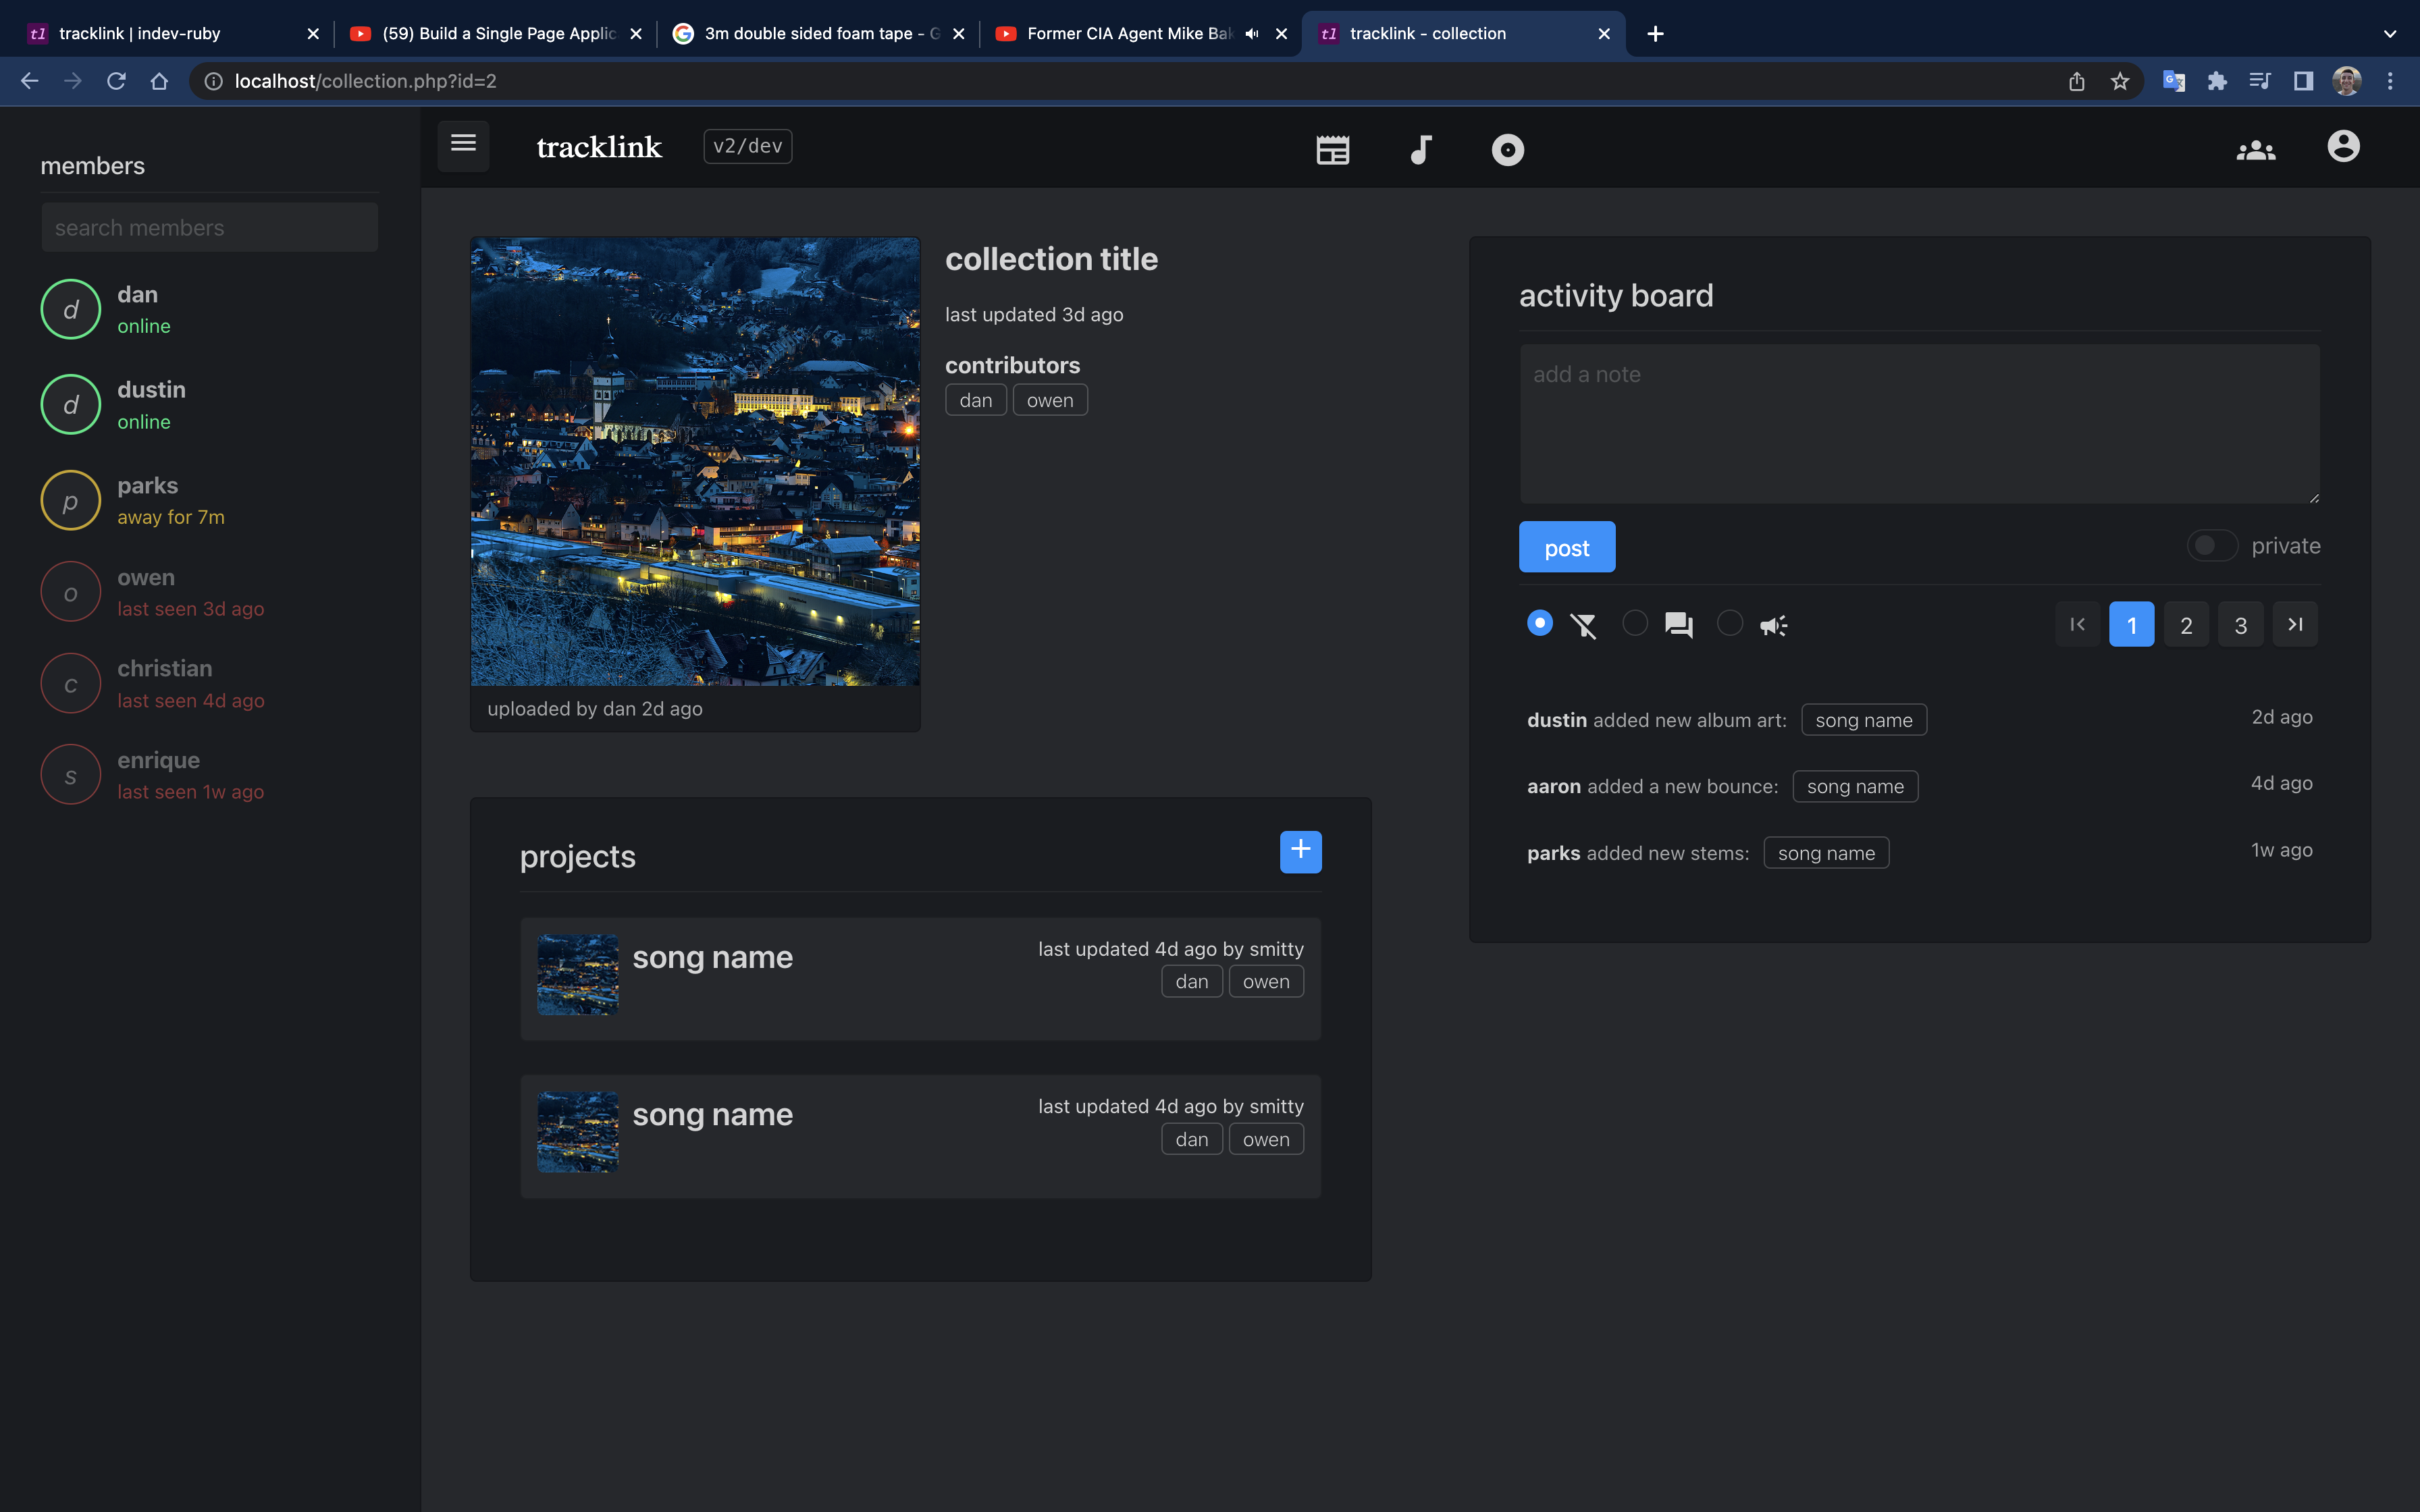 tracklink | indev-ruby
(59) Build a Single Page Applic
3m double sided foam tape - G
Former CIA Agent Mike Bak
tracklink - collection
localhost/collection.php?id=2
members
search members
d
dan
online
d
dustin
online
p
parks
away for 7m
o
owen
last seen 3d ago
c
christian
last seen 4d ago
s
enrique
last seen 1w ago
tracklink
v2/dev
collection title
last updated 3d ago
contributors
dan owen
uploaded by dan 2d ago
projects
song name
last updated 4d ago by smitty
dan owen
song name
last updated 4d ago by smitty
dan owen
activity board
add a note
post
private
1 2 3
dustin added new album art: song name 2d ago
aaron added a new bounce: song name 4d ago
parks added new stems: song name 1w ago